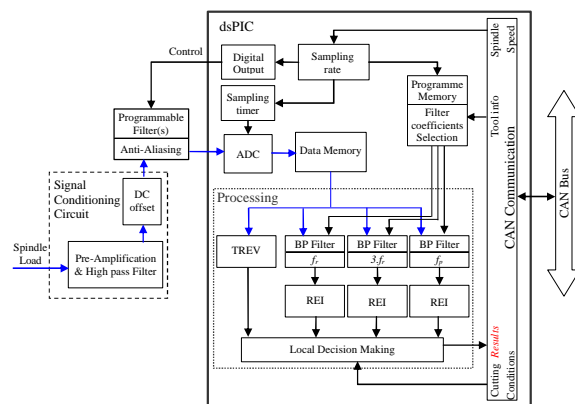 dsPIC
Control
Digital
Output
Sampling
rate
Spindle
Speed
Sampling
timer
Programme
Memory
Filter
coefficients
Selection
Tool info
Programmable
Filter(s)
Anti-Aliasing
ADC
Data Memory
CAN Communication
CAN Bus
Signal
Conditioning
Circuit
DC
offset
Spindle
Load
Pre-Amplification
& High pass Filter
Processing
TREV
BP Filter
fr
BP Filter
3.fr
BP Filter
fp
REI
REI
REI
Local Decision Making
Results
Cutting
Conditions